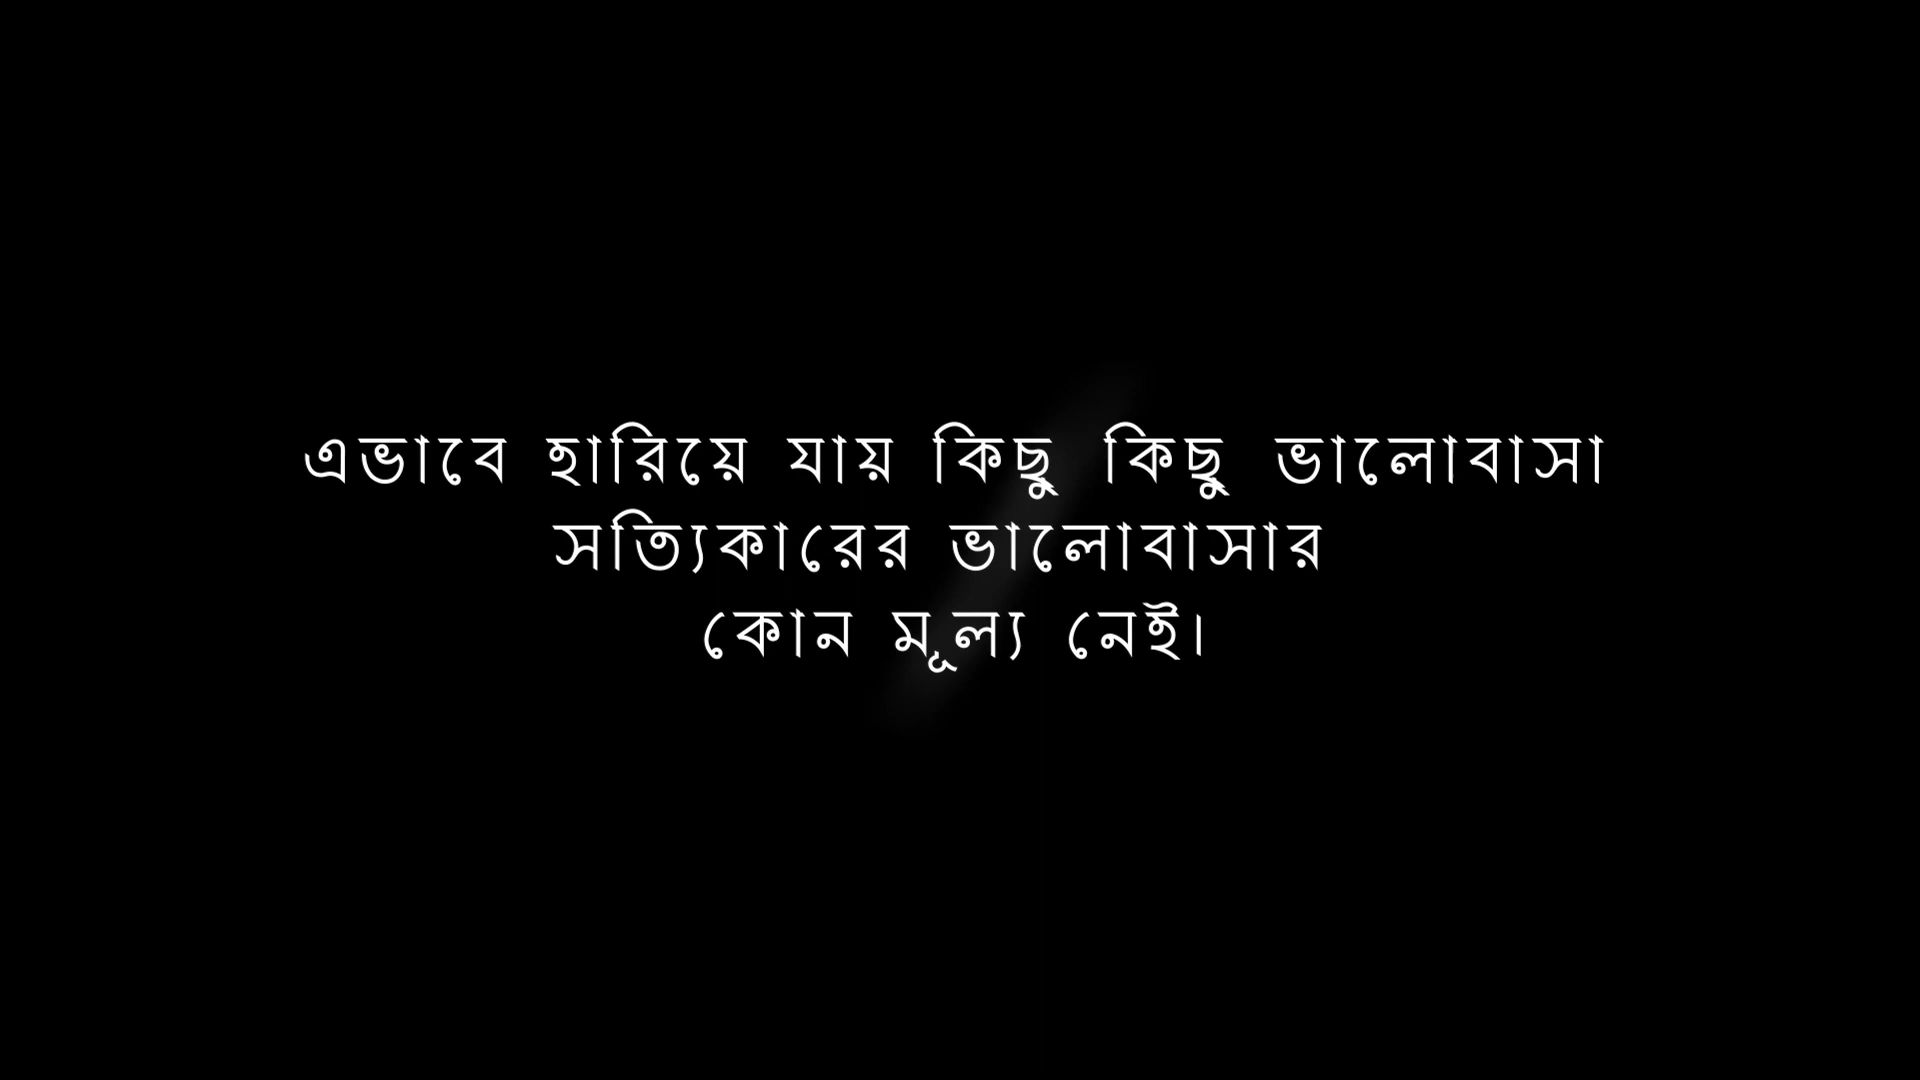 এভাবে হারিয়ে যায় কিছু কিছু ভালোবাসা
সত্যিকারের ভালোবাসার
কোন মূল্য নেই।